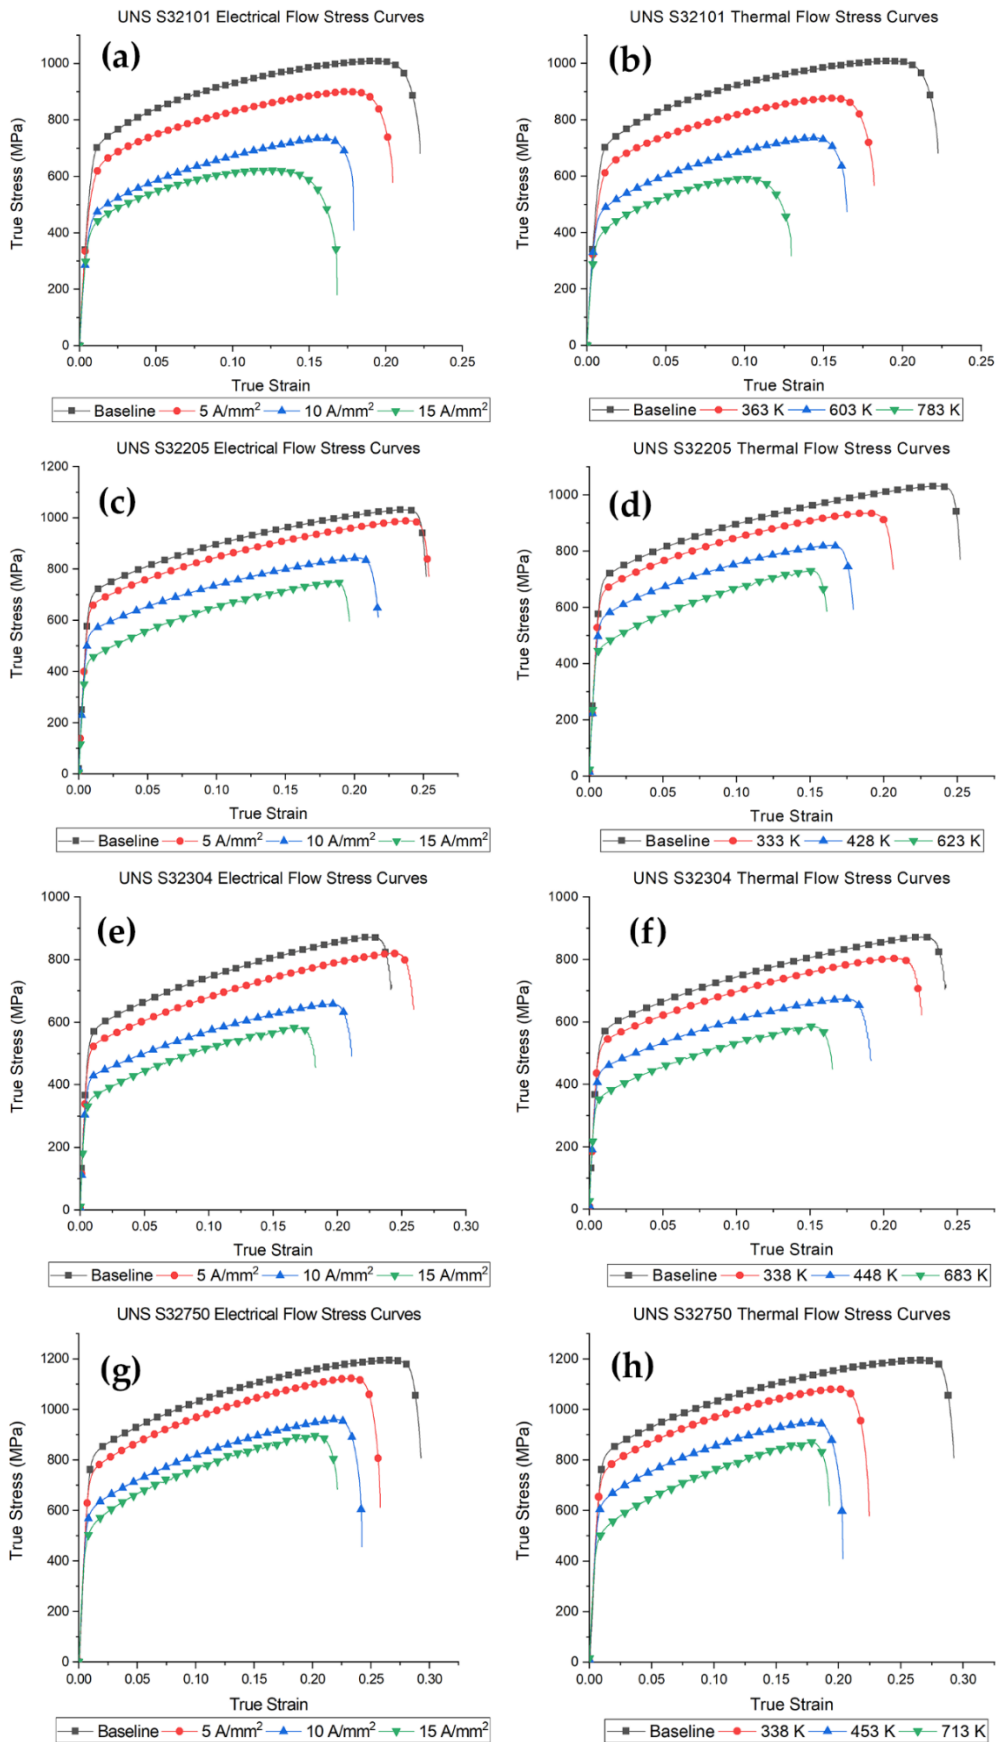 UNS S32101 Electrical Flow Stress Curves
(a)
True Stress (MPa)
1000
800
600
400
200
0
0.00 0.05 0.10 0.15 0.20 0.25
True Strain
Baseline 5 A/mm² 10 A/mm² 15 A/mm²
UNS S32101 Thermal Flow Stress Curves
(b)
True Stress (MPa)
1000
800
600
400
200
0
0.00 0.05 0.10 0.15 0.20 0.25
True Strain
Baseline 363 K 603 K 783 K
UNS S32205 Electrical Flow Stress Curves
(c)
True Stress (MPa)
1200
1000
800
600
400
200
0
0.00 0.05 0.10 0.15 0.20 0.25
True Strain
Baseline 5 A/mm² 10 A/mm² 15 A/mm²
UNS S32205 Thermal Flow Stress Curves
(d)
True Stress (MPa)
1000
800
600
400
200
0
0.00 0.05 0.10 0.15 0.20 0.25
True Strain
Baseline 333 K 428 K 623 K
UNS S32304 Electrical Flow Stress Curves
(e)
True Stress (MPa)
1000
800
600
400
200
0
0.00 0.05 0.10 0.15 0.20 0.25 0.30
True Strain
Baseline 5 A/mm² 10 A/mm² 15 A/mm²
UNS S32304 Thermal Flow Stress Curves
(f)
True Stress (MPa)
1000
800
600
400
200
0
0.00 0.05 0.10 0.15 0.20 0.25
True Strain
Baseline 338 K 448 K 683 K
UNS S32750 Electrical Flow Stress Curves
(g)
True Stress (MPa)
1200
1000
800
600
400
200
0
0.00 0.05 0.10 0.15 0.20 0.25 0.30
True Strain
Baseline 5 A/mm² 10 A/mm² 15 A/mm²
UNS S32750 Thermal Flow Stress Curves
(h)
True Stress (MPa)
1200
1000
800
600
400
200
0
0.00 0.05 0.10 0.15 0.20 0.25 0.30
True Strain
Baseline 338 K 453 K 713 K